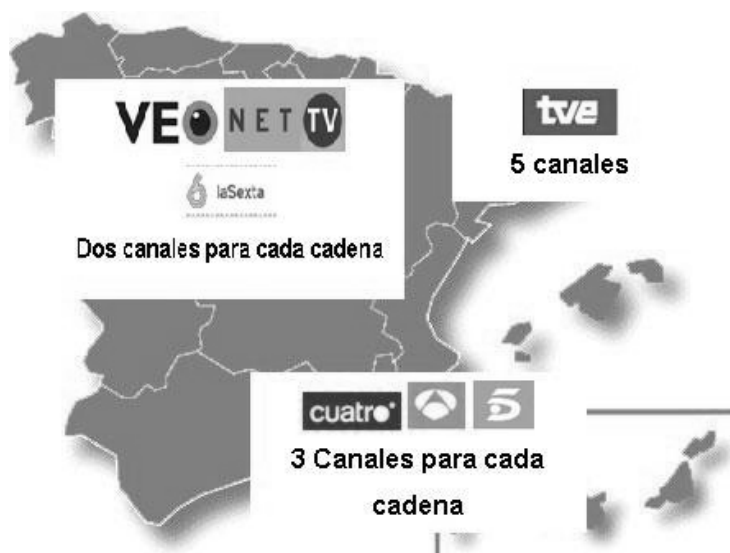 VEO NET TV
laSexta
Dos canales para cada cadena
tve
5 canales
cuatro
3 Canales para cada
cadena